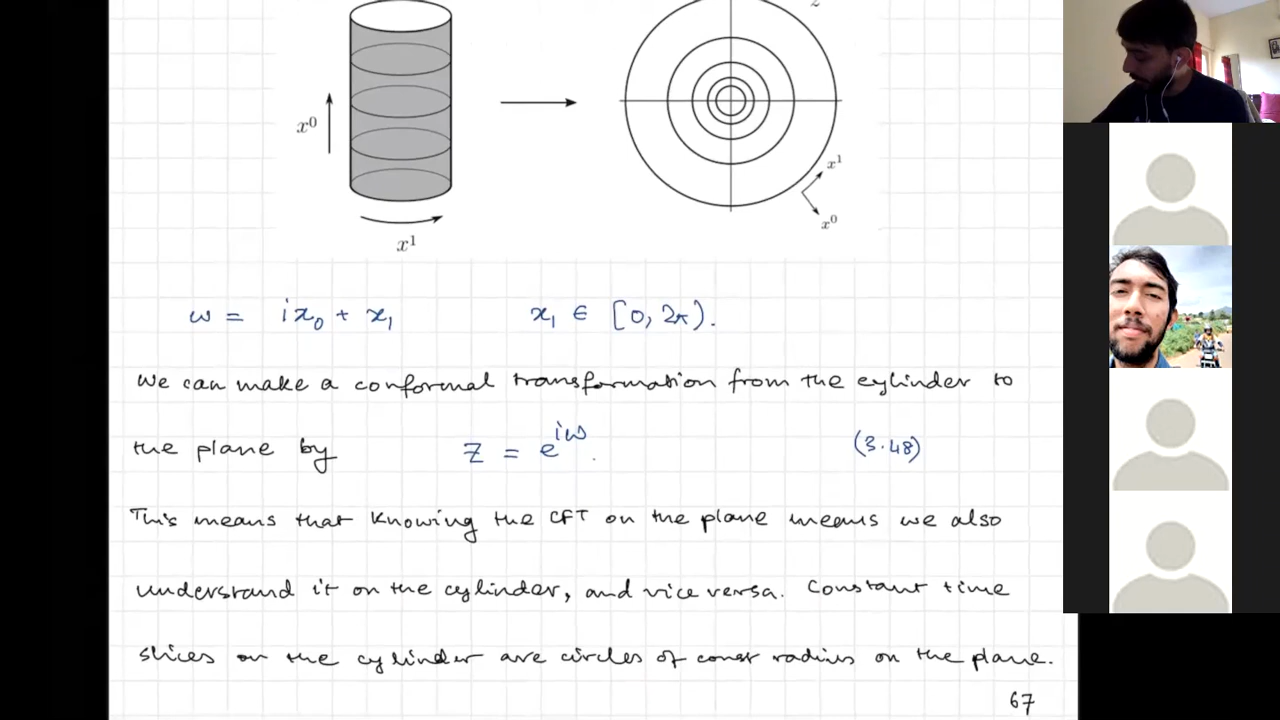 z
x⁰
x¹
x⁰
x¹
ω = ix₀ + x₁ x₁ ∈ [0, 2π).
We can make a conformal transformation from the cylinder to
the plane by z = e^{iω}. (3.48)
This means that knowing the CFT on the plane means we also
understand it on the cylinder, and vice versa. Constant time
slices on the cylinder are circles of const radius on the plane.
67